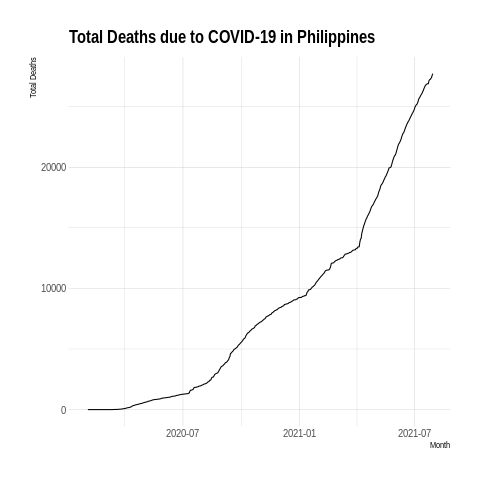 Total Deaths due to COVID-19 in Philippines
Total Deaths
20000
10000
0
2020-07
2021-01
2021-07
Month